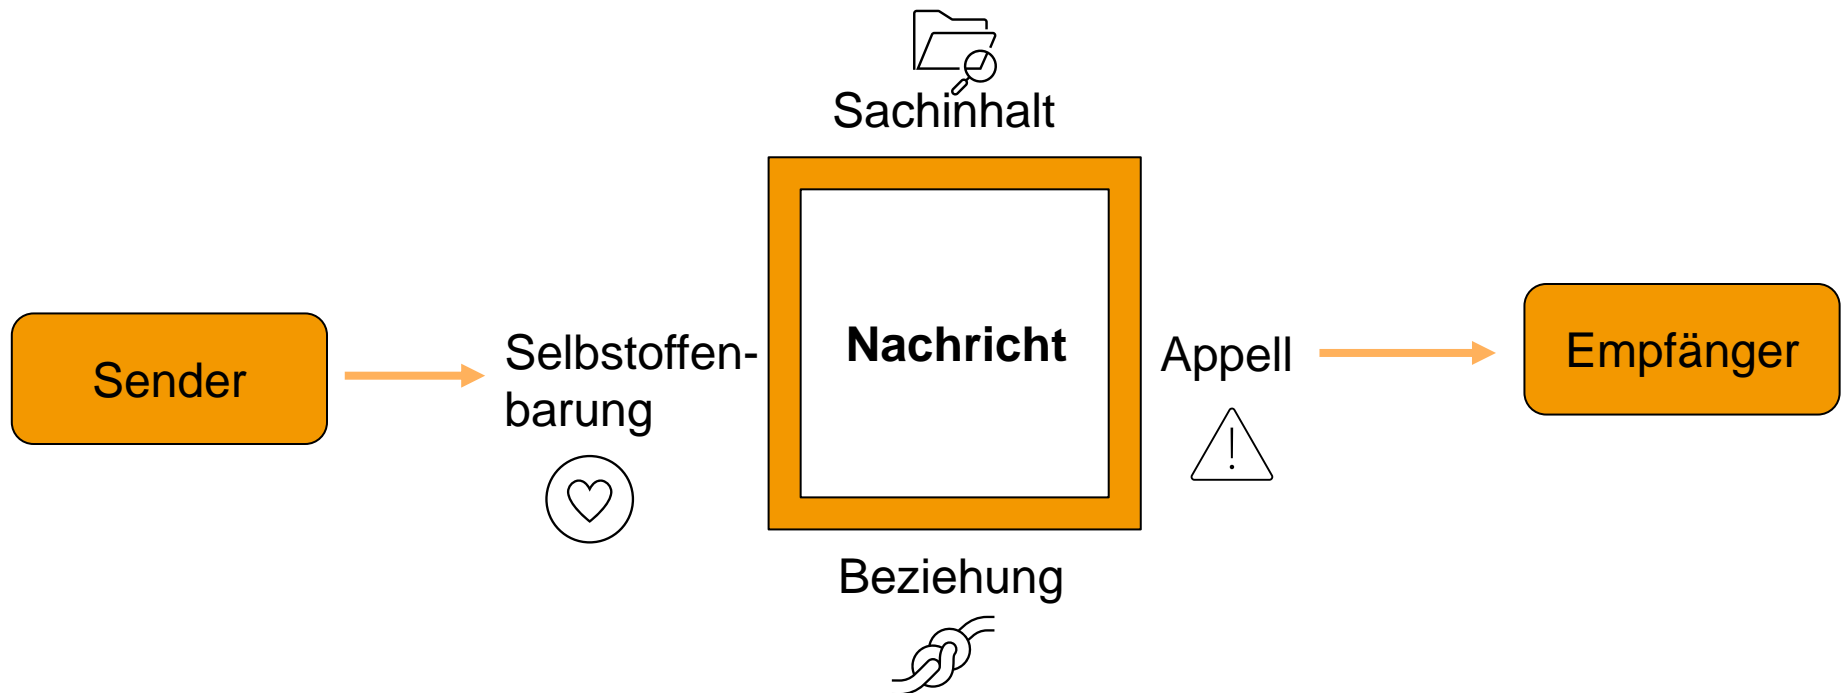 Sachinhalt
Sender
Selbstoffen-
barung
Nachricht
Appell
Empfänger
Beziehung